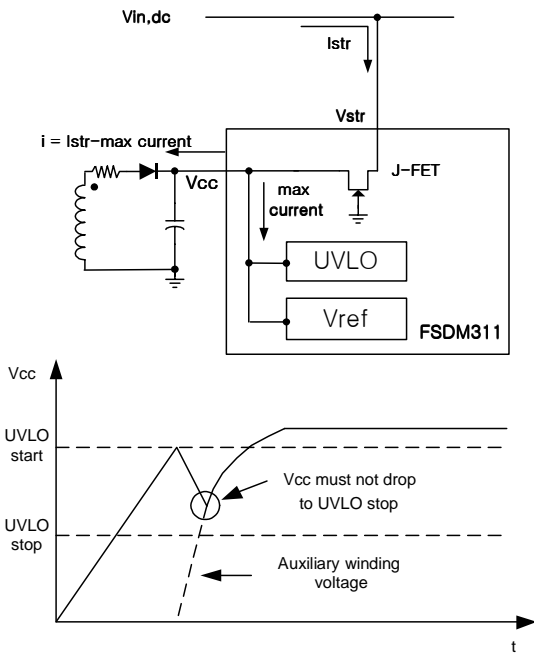 Vin,dc
Istr
Vstr
i = Istr-max current
J-FET
Vcc
max
current
UVLO
Vref
FSDM311
Vcc
UVLO
start
Vcc must not drop
to UVLO stop
UVLO
stop
Auxiliary winding
voltage
t